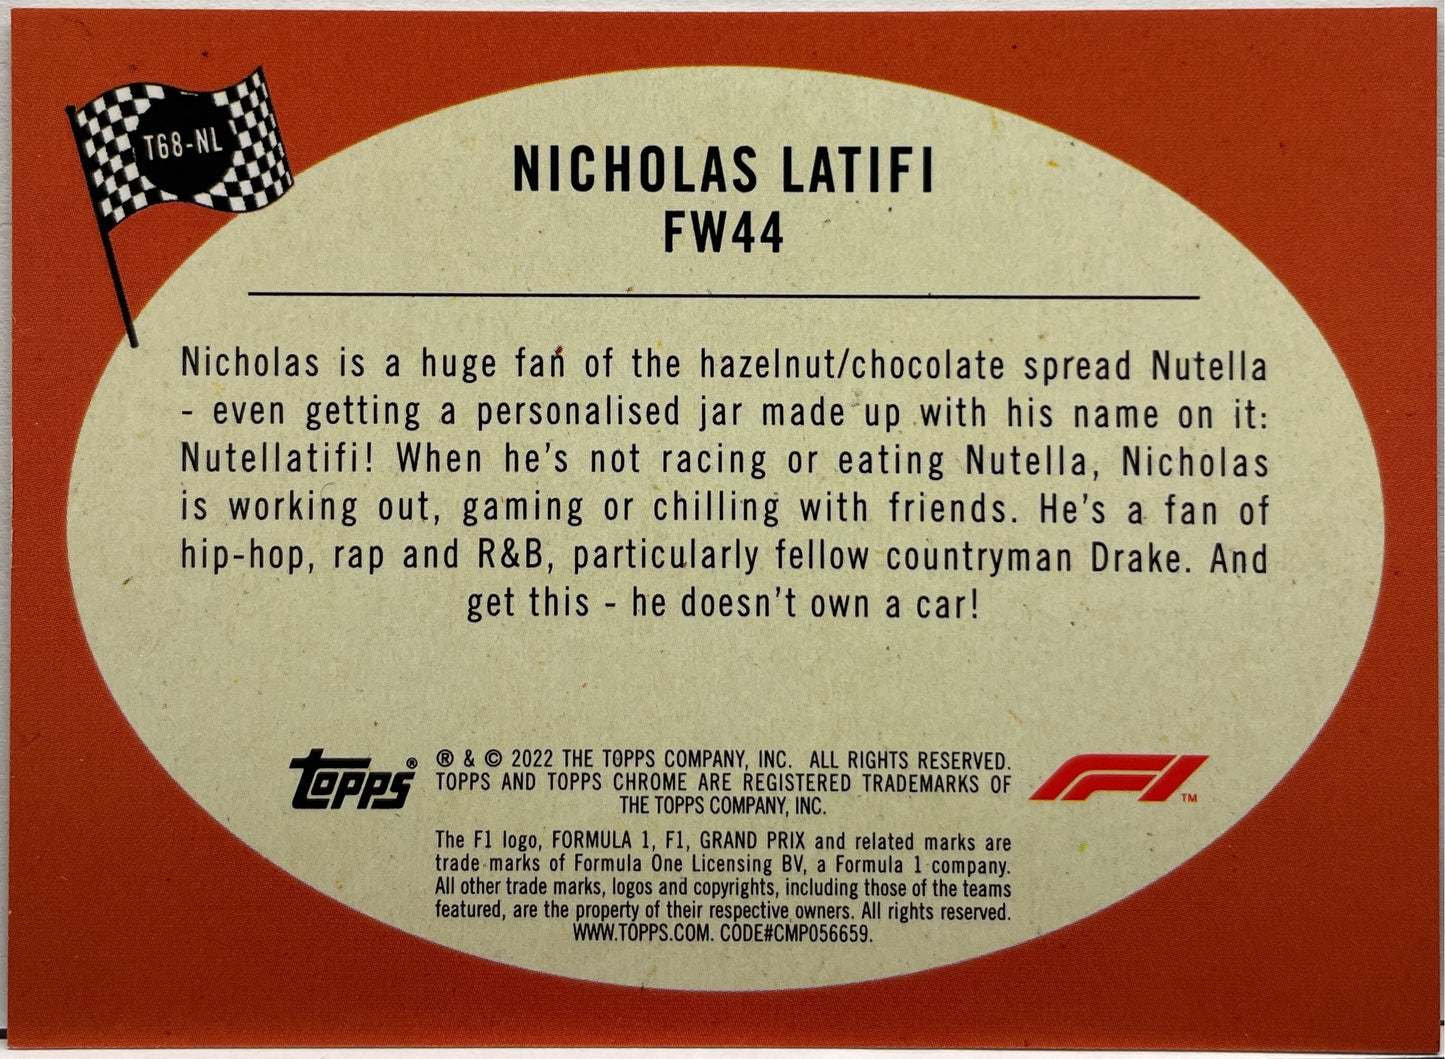 T68-NL
NICHOLAS LATIFI
FW44
Nicholas is a huge fan of the hazelnut/chocolate spread Nutella
- even getting a personalised jar made up with his name on it:
Nutellatifi! When he's not racing or eating Nutella, Nicholas
is working out, gaming or chilling with friends. He's a fan of
hip-hop, rap and R&B, particularly fellow countryman Drake. And
get this - he doesn't own a car!
topps® ® & © 2022 THE TOPPS COMPANY, INC. ALL RIGHTS RESERVED.
TOPPS AND TOPPS CHROME ARE REGISTERED TRADEMARKS OF
THE TOPPS COMPANY, INC.
F1™
The F1 logo, FORMULA 1, F1, GRAND PRIX and related marks are
trade marks of Formula One Licensing BV, a Formula 1 company.
All other trade marks, logos and copyrights, including those of the teams
featured, are the property of their respective owners. All rights reserved.
WWW.TOPPS.COM. CODE#CMP056659.